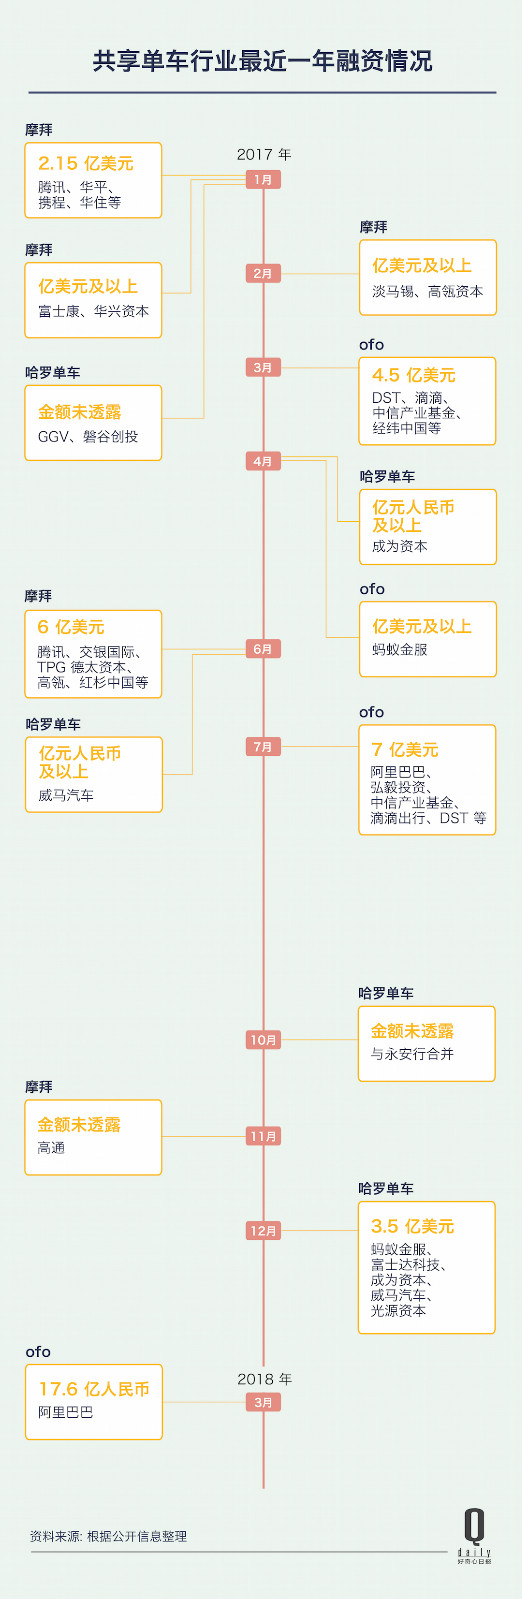 共享单车行业最近一年融资情况
2017 年
1月
摩拜
2.15 亿美元
腾讯、华平、
携程、华住等
摩拜
亿美元及以上
富士康、华兴资本
哈罗单车
金额未透露
GGV、磐谷创投
2月
摩拜
亿美元及以上
淡马锡、高瓴资本
3月
ofo
4.5 亿美元
DST、滴滴、
中信产业基金、
经纬中国等
4月
哈罗单车
亿元人民币
及以上
成为资本
ofo
亿美元及以上
蚂蚁金服
6月
摩拜
6 亿美元
腾讯、交银国际、
TPG 德太资本、
高瓴、红杉中国等
哈罗单车
亿元人民币
及以上
威马汽车
7月
ofo
7 亿美元
阿里巴巴、
弘毅投资、
中信产业基金、
滴滴出行、DST 等
10月
哈罗单车
金额未透露
与永安行合并
11月
摩拜
金额未透露
高通
12月
哈罗单车
3.5 亿美元
蚂蚁金服、
富士达科技、
成为资本、
威马汽车、
光源资本
2018 年
3月
ofo
17.6 亿人民币
阿里巴巴
资料来源: 根据公开信息整理
Q
daily
好奇心日报